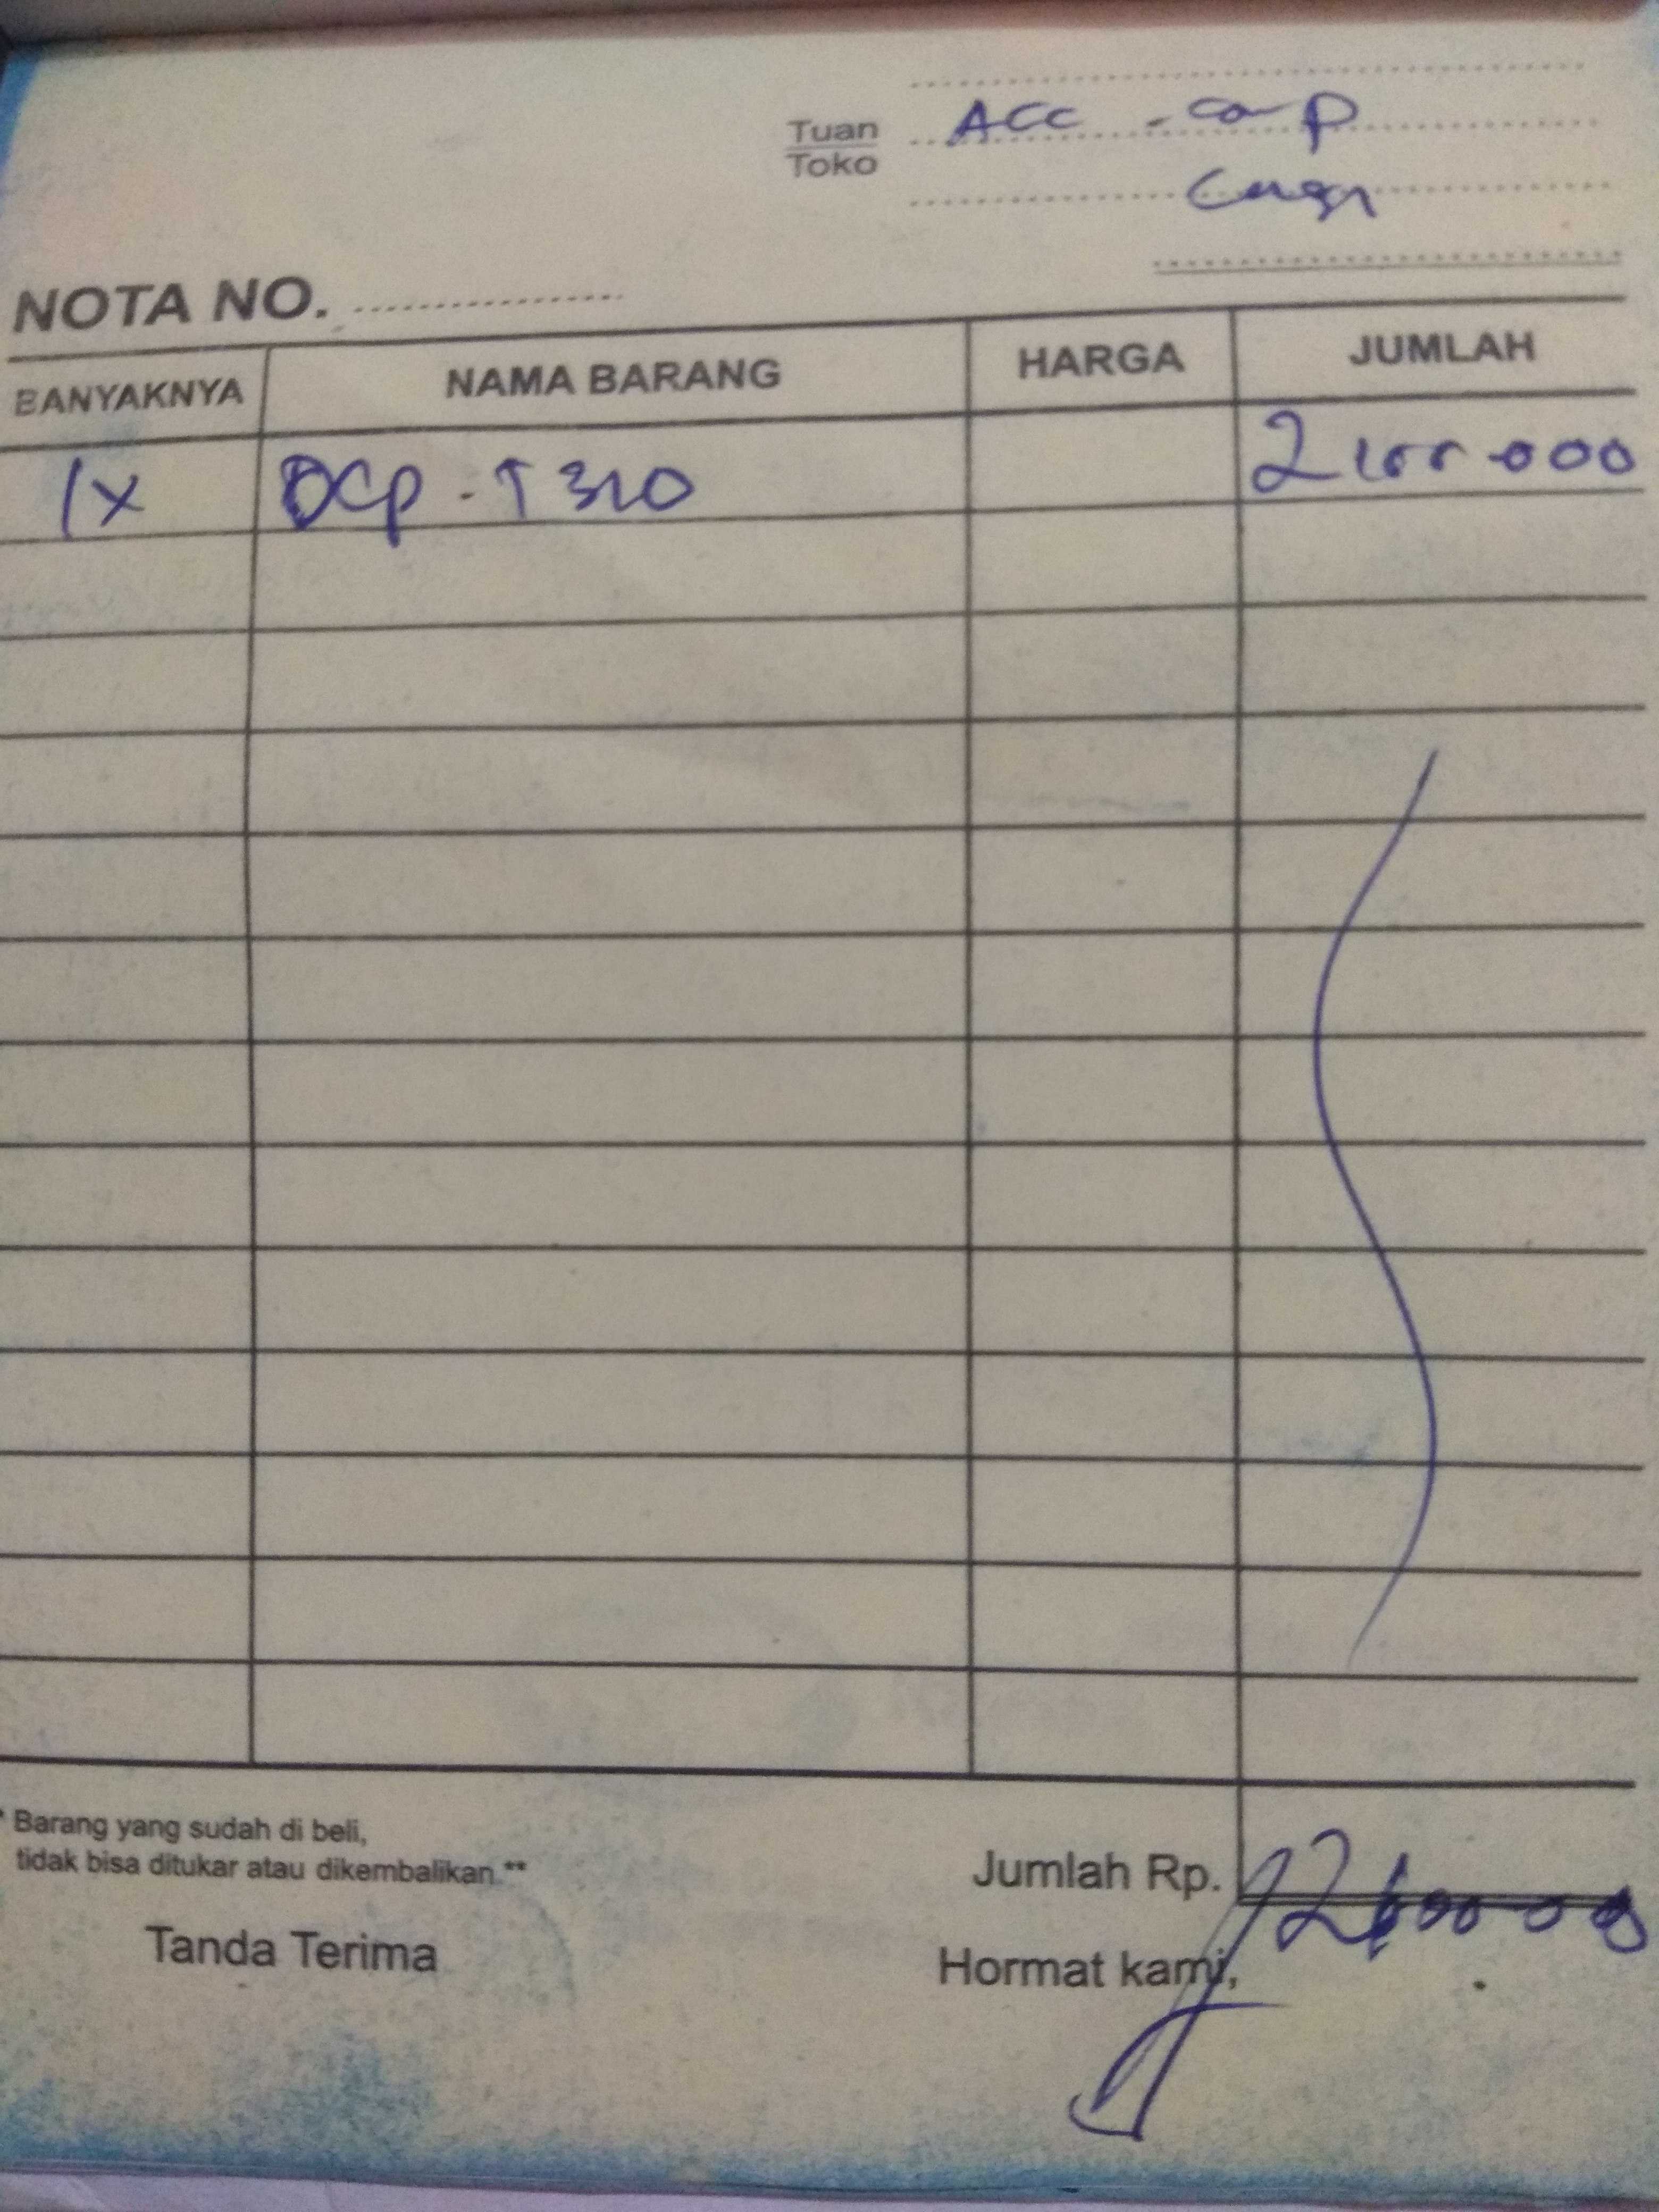 Tuan
Toko
ACC - comp
NOTA NO.
BANYAKNYA NAMA BARANG HARGA JUMLAH
1x DCP - T310 2100.000
* Barang yang sudah di beli,
tidak bisa ditukar atau dikembalikan **
Jumlah Rp. 2100000
Tanda Terima Hormat kami,